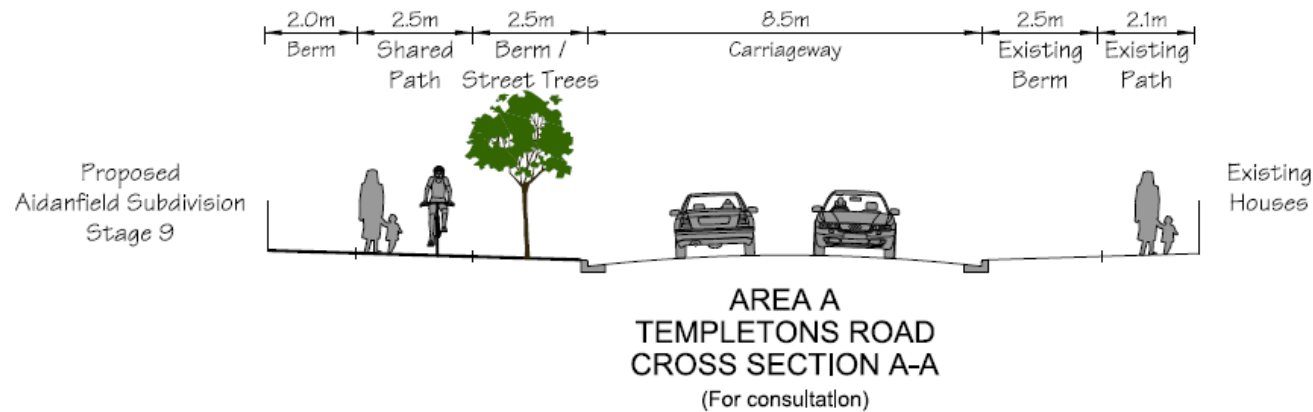 2.0m 2.5m 2.5m 8.5m 2.5m 2.1m
Berm
Shared
Path
Berm /
Street Trees
Carriageway
Existing
Berm
Existing
Path
Proposed
Aidanfield Subdivision
Stage 9
Existing
Houses
AREA A
TEMPLETONS ROAD
CROSS SECTION A-A
(For consultation)